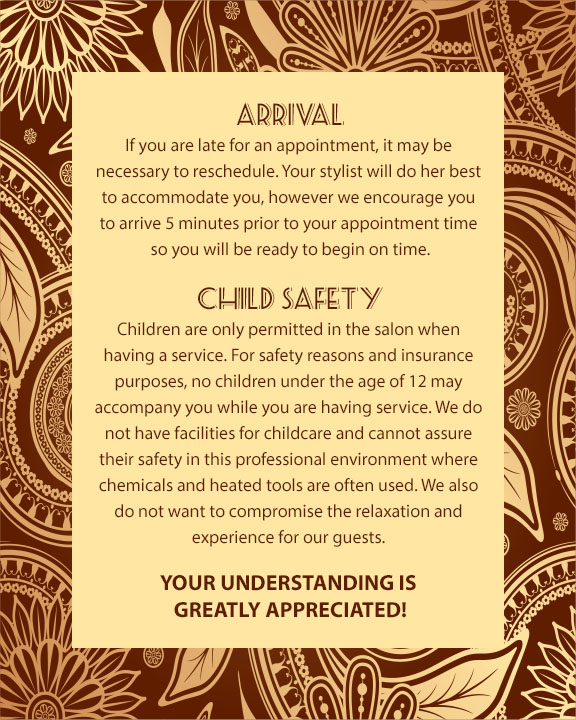 ARRIVAL
If you are late for an appointment, it may be
necessary to reschedule. Your stylist will do her best
to accommodate you, however we encourage you
to arrive 5 minutes prior to your appointment time
so you will be ready to begin on time.
CHILD SAFETY
Children are only permitted in the salon when
having a service. For safety reasons and insurance
purposes, no children under the age of 12 may
accompany you while you are having service. We do
not have facilities for childcare and cannot assure
their safety in this professional environment where
chemicals and heated tools are often used. We also
do not want to compromise the relaxation and
experience for our guests.
YOUR UNDERSTANDING IS
GREATLY APPRECIATED!